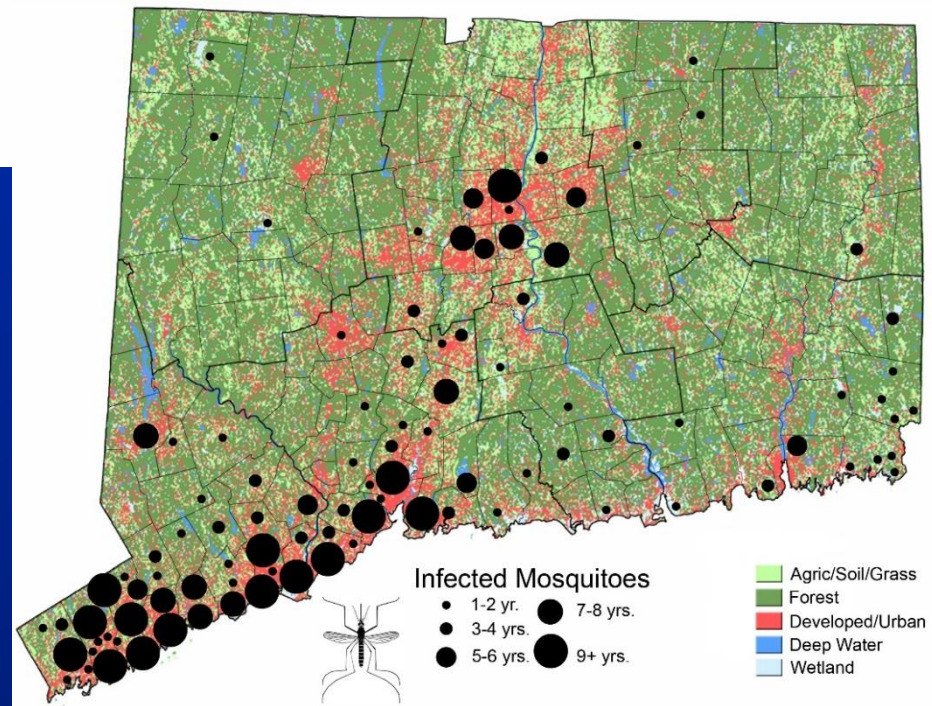 Infected Mosquitoes
1-2 yr.
3-4 yrs.
5-6 yrs.
7-8 yrs.
9+ yrs.
Agric/Soil/Grass
Forest
Developed/Urban
Deep Water
Wetland